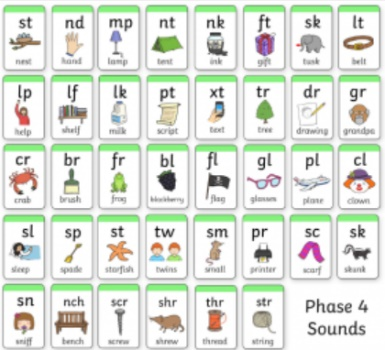 st nd mp nt nk ft sk lt
nest hand lamp tent ink gift tusk belt
lp lf lk pt xt tr dr gr
help shelf milk script text tree drawing grandpa
cr br fr bl fl gl pl cl
crab brush frog blackberry flag glasses plane clown
sl sp st tw sm pr sc sk
sleep spade starfish twins small printer scarf skunk
sn nch scr shr thr str
sniff bench screw shrew thread string
Phase 4
Sounds